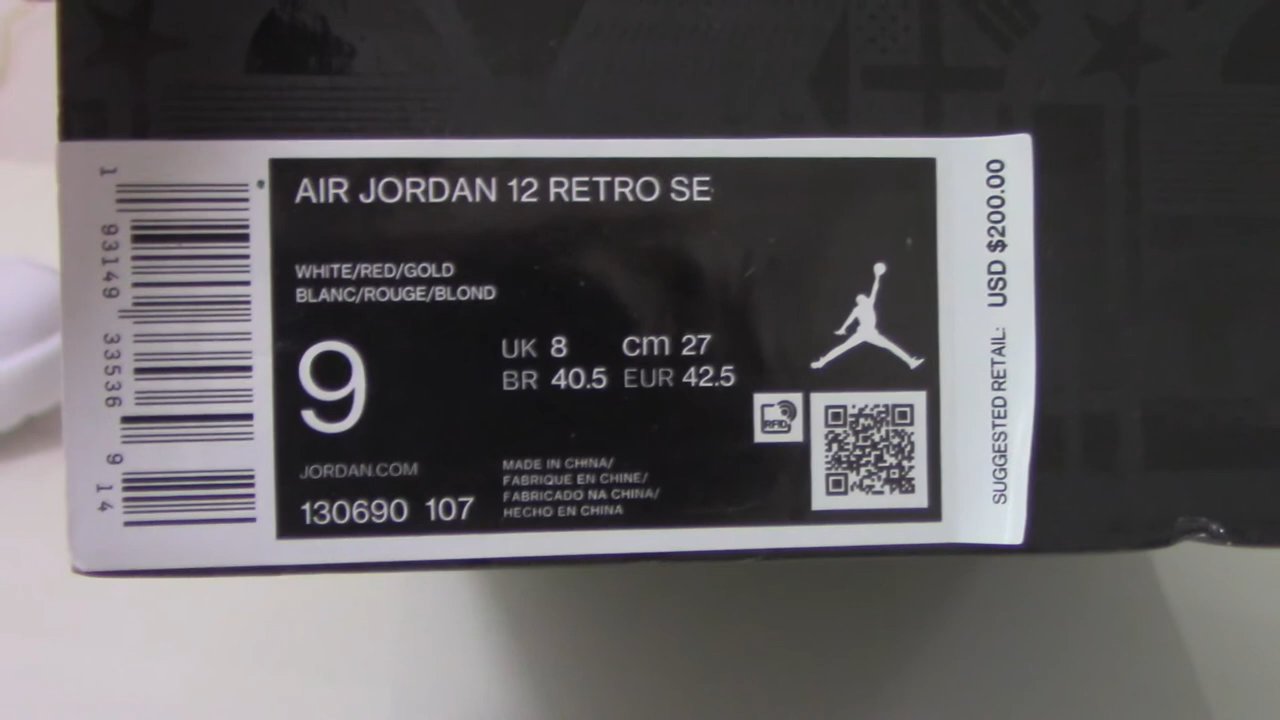 AIR JORDAN 12 RETRO SE
WHITE/RED/GOLD
BLANC/ROUGE/BLOND
9
UK 8 cm 27
BR 40.5 EUR 42.5
RFID
JORDAN.COM
130690 107
MADE IN CHINA/
FABRIQUE EN CHINE/
FABRICADO NA CHINA/
HECHO EN CHINA
1 93149 33536 9 14
SUGGESTED RETAIL: USD $200.00